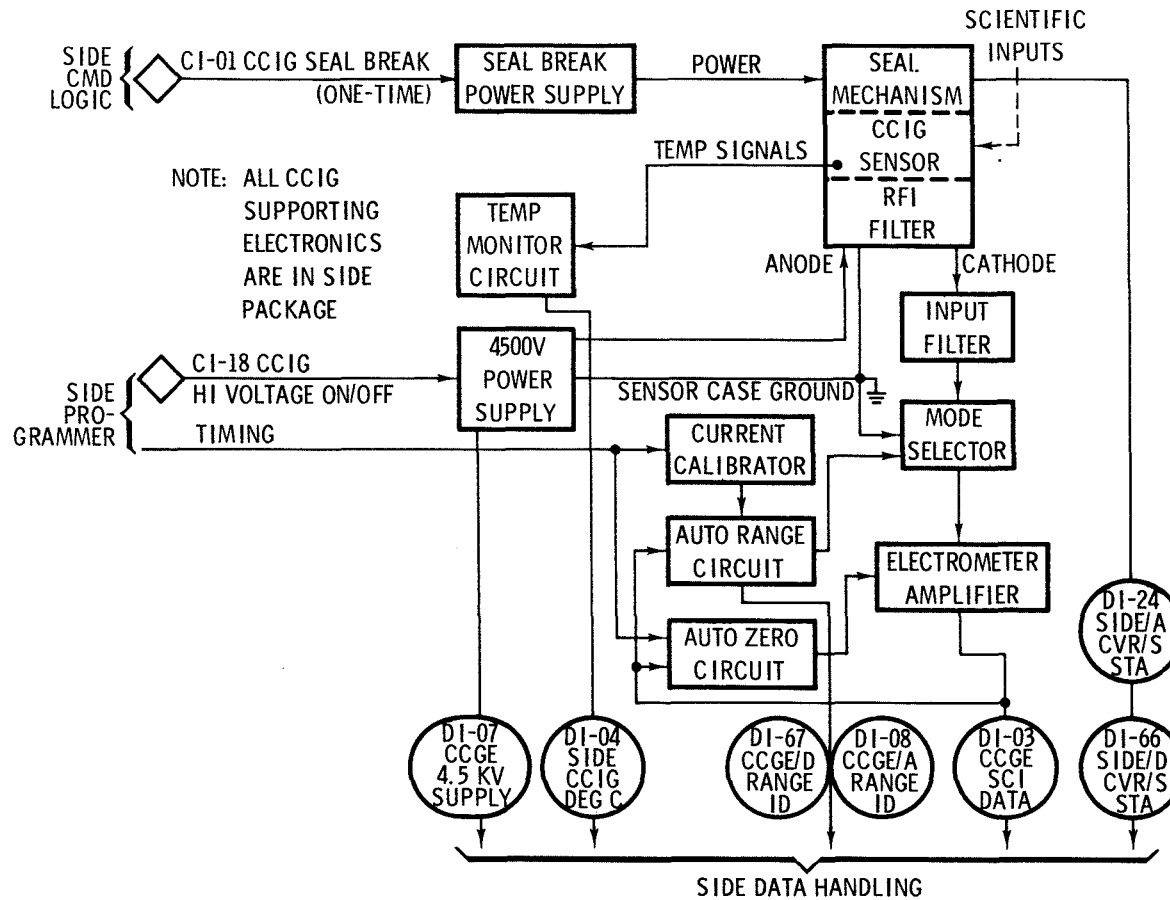 SCIENTIFIC
INPUTS
SIDE
CMD
LOGIC
CI-01 CCIG SEAL BREAK
(ONE-TIME)
SEAL BREAK
POWER SUPPLY
POWER
SEAL
MECHANISM
CCIG
SENSOR
RFI
FILTER
TEMP SIGNALS
NOTE: ALL CCIG
SUPPORTING
ELECTRONICS
ARE IN SIDE
PACKAGE
TEMP
MONITOR
CIRCUIT
ANODE
CATHODE
INPUT
FILTER
SIDE
PRO-
GRAMMER
CI-18 CCIG
HI VOLTAGE ON/OFF
TIMING
4500V
POWER
SUPPLY
SENSOR CASE GROUND
MODE
SELECTOR
CURRENT
CALIBRATOR
AUTO RANGE
CIRCUIT
ELECTROMETER
AMPLIFIER
AUTO ZERO
CIRCUIT
DI-24
SIDE/A
CVR/S
STA
DI-07
CCGE
4.5 KV
SUPPLY
DI-04
SIDE
CCIG
DEG C
DI-67
CCGE/D
RANGE
ID
DI-08
CCGE/A
RANGE
ID
DI-03
CCGE
SCI
DATA
DI-66
SIDE/D
CVR/S
STA
SIDE DATA HANDLING